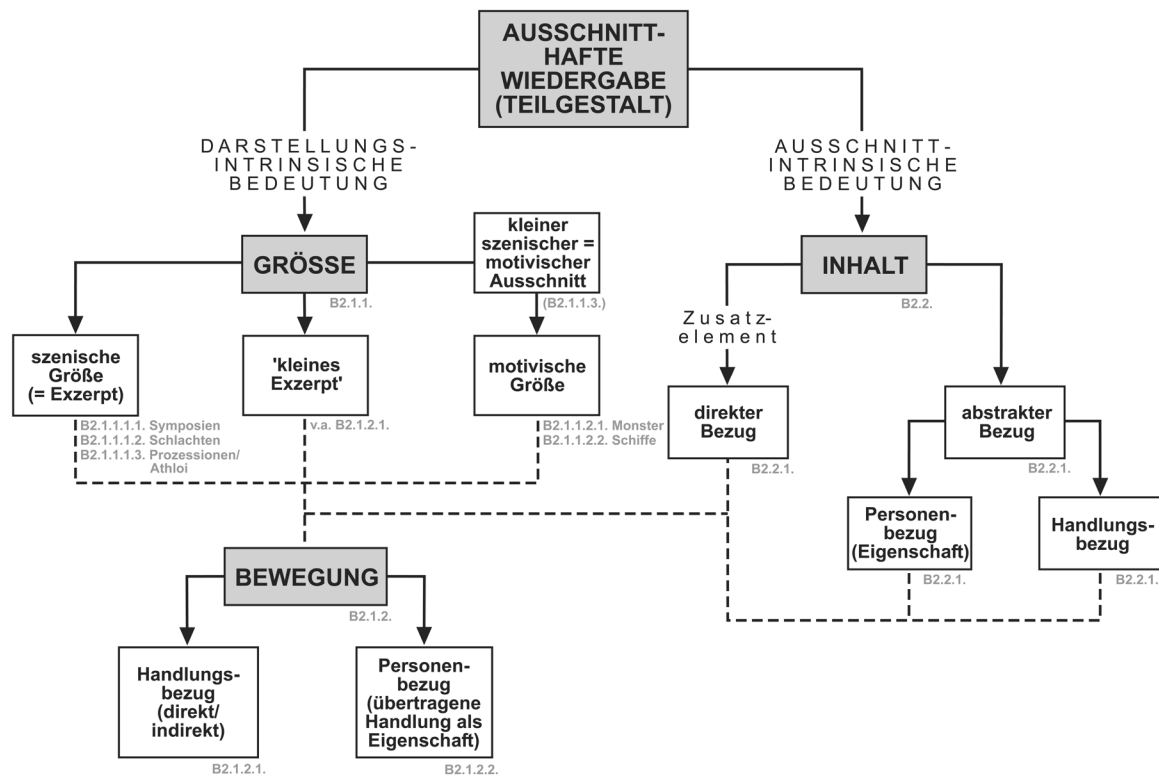 AUSSCHNITT-
HAFTE
WIEDERGABE
(TEILGESTALT)
DARSTELLUNGS-
INTRINSISCHE
BEDEUTUNG
AUSSCHNITT-
INTRINSISCHE
BEDEUTUNG
GRÖSSE
B2.1.1.
kleiner
szenischer =
motivischer
Ausschnitt
(B2.1.1.3.)
INHALT
B2.2.
Zusatz-
element
szenische
Größe
(= Exzerpt)
B2.1.1.1.1. Symposien
B2.1.1.1.2. Schlachten
B2.1.1.1.3. Prozessionen/
Athloi
'kleines
Exzerpt'
v.a. B2.1.2.1.
motivische
Größe
B2.1.1.2.1. Monster
B2.1.1.2.2. Schiffe
direkter
Bezug
B2.2.1.
abstrakter
Bezug
B2.2.1.
Personen-
bezug
(Eigenschaft)
B2.2.1.
Handlungs-
bezug
B2.2.1.
BEWEGUNG
B2.1.2.
Handlungs-
bezug
(direkt/
indirekt)
B2.1.2.1.
Personen-
bezug
(übertragene
Handlung als
Eigenschaft)
B2.1.2.2.